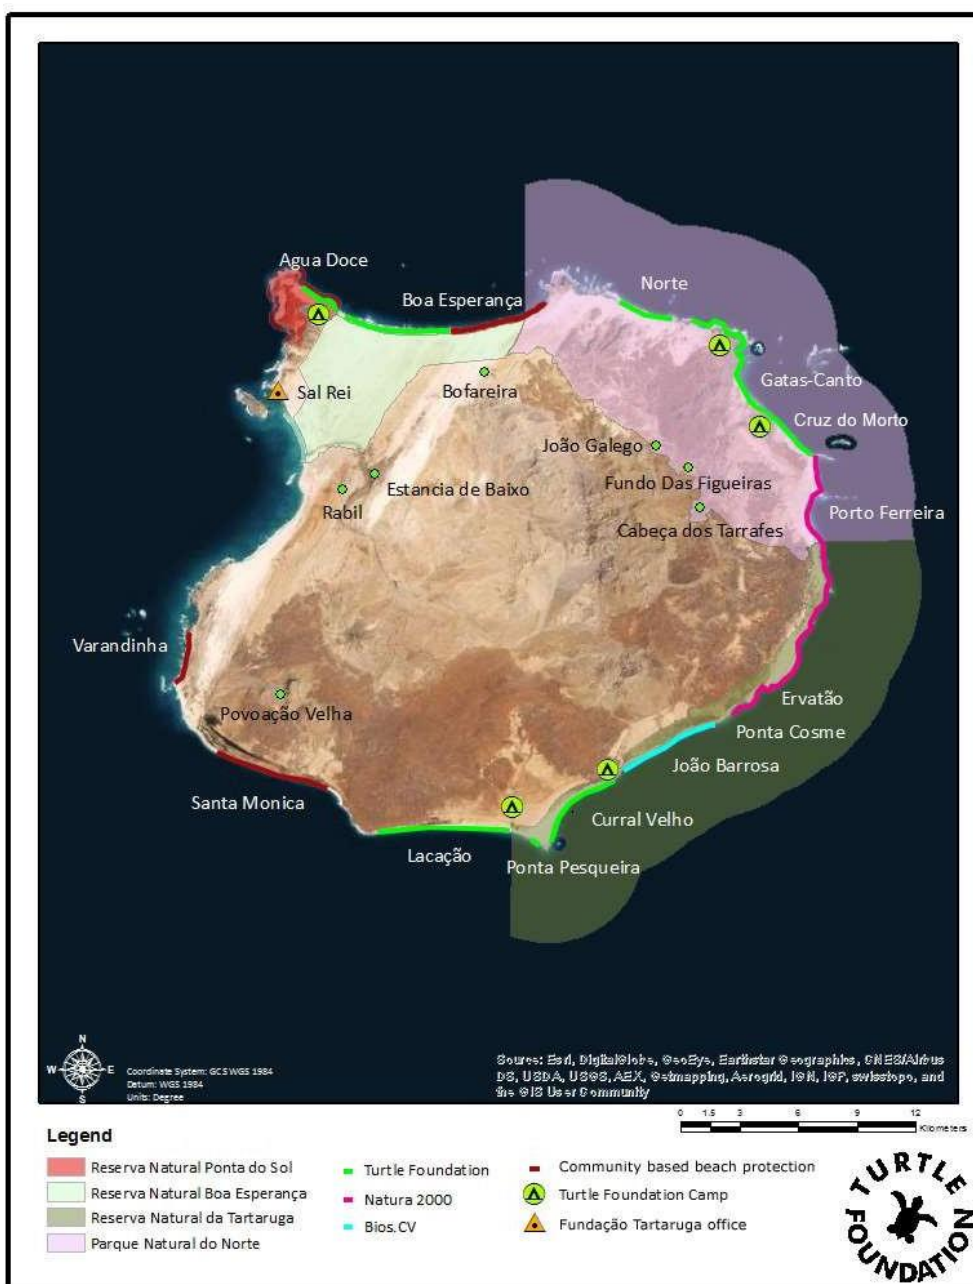 Agua Doce
Boa Esperança
Norte
Gatas-Canto
Sal Rei
Bofareira
Cruz do Morto
João Galego
Estancia de Baixo
Fundo Das Figueiras
Rabil
Cabeça dos Tarrafes
Porto Ferreira
Varandinha
Ervatão
Povoação Velha
Ponta Cosme
João Barrosa
Santa Monica
Curral Velho
Lacação
Ponta Pesqueira
N
W E
S
Coordinate System: GCS WGS 1984
Datum: WGS 1984
Units: Degree
Source: Esri, DigitalGlobe, GeoEye, Earthstar Geographics, CNES/Airbus
DS, USDA, USGS, AEX, Getmapping, Aerogrid, IGN, IGP, swisstopo, and
the GIS User Community
0 1.5 3 6 9 12
Kilometers
Legend
Reserva Natural Ponta do Sol
Reserva Natural Boa Esperança
Reserva Natural da Tartaruga
Parque Natural do Norte
Turtle Foundation
Natura 2000
Bios.CV
Community based beach protection
Turtle Foundation Camp
Fundação Tartaruga office
TURTLE
FOUNDATION